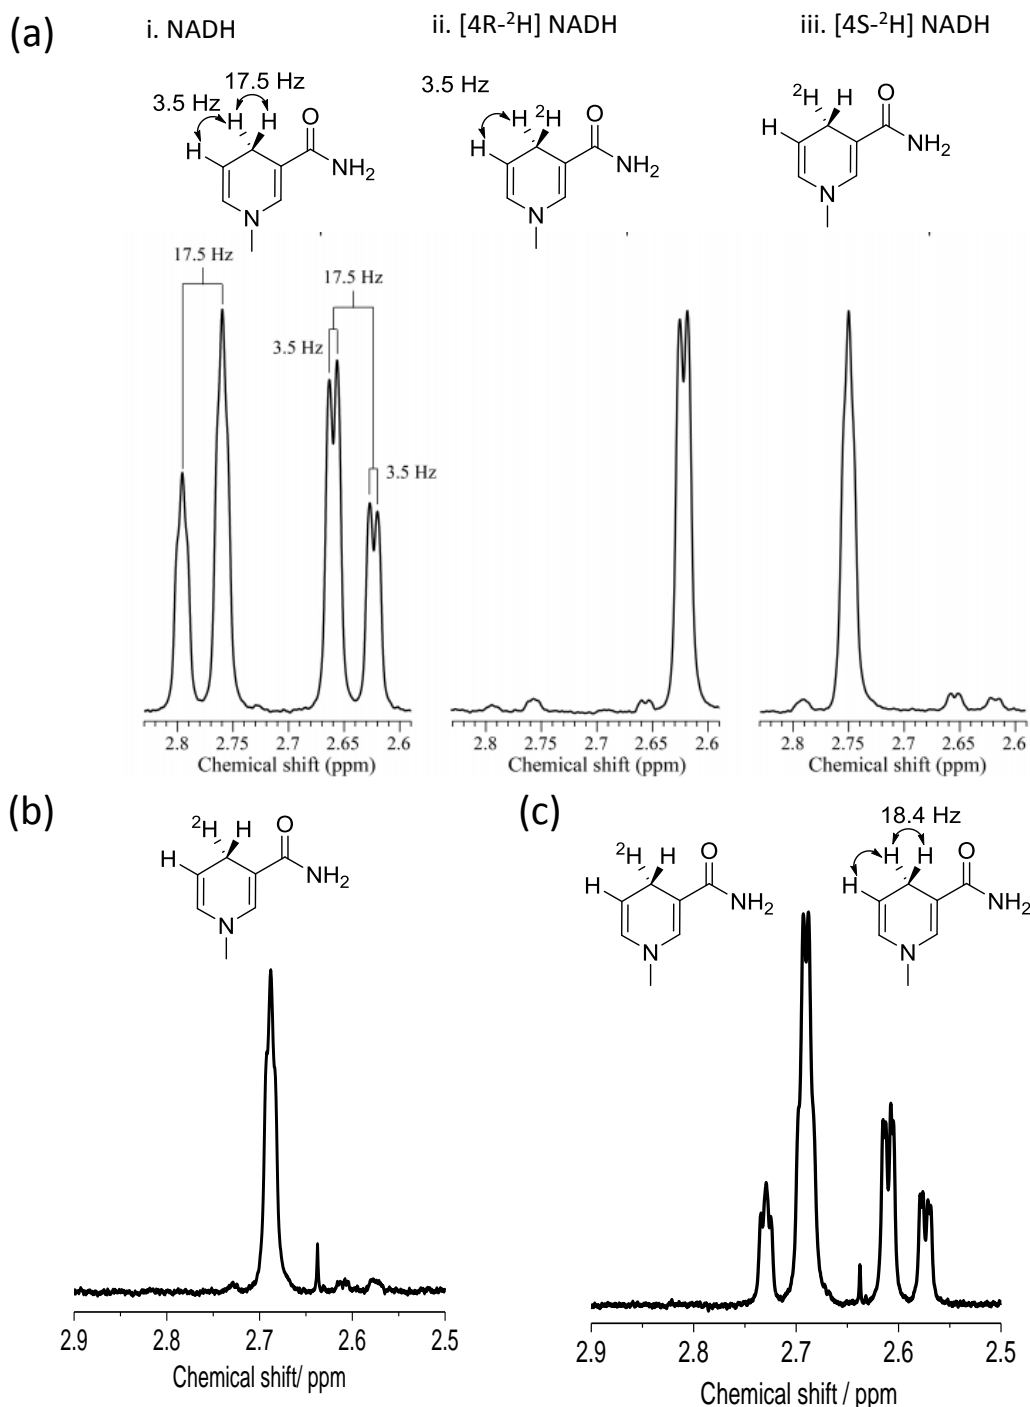 (a)
i. NADH
ii. [4R-²H] NADH
iii. [4S-²H] NADH
17.5 Hz
3.5 Hz
H H O
H
NH₂
N
3.5 Hz
H ²H O
H
NH₂
N
²H H O
H
NH₂
N
17.5 Hz
17.5 Hz
3.5 Hz
3.5 Hz
2.8 2.75 2.7 2.65 2.6
Chemical shift (ppm)
2.8 2.75 2.7 2.65 2.6
Chemical shift (ppm)
2.8 2.75 2.7 2.65 2.6
Chemical shift (ppm)
(b)
²H H O
H
NH₂
N
2.9 2.8 2.7 2.6 2.5
Chemical shift/ ppm
(c)
18.4 Hz
²H H O
H
NH₂
N
H H O
H
NH₂
N
2.9 2.8 2.7 2.6 2.5
Chemical shift / ppm